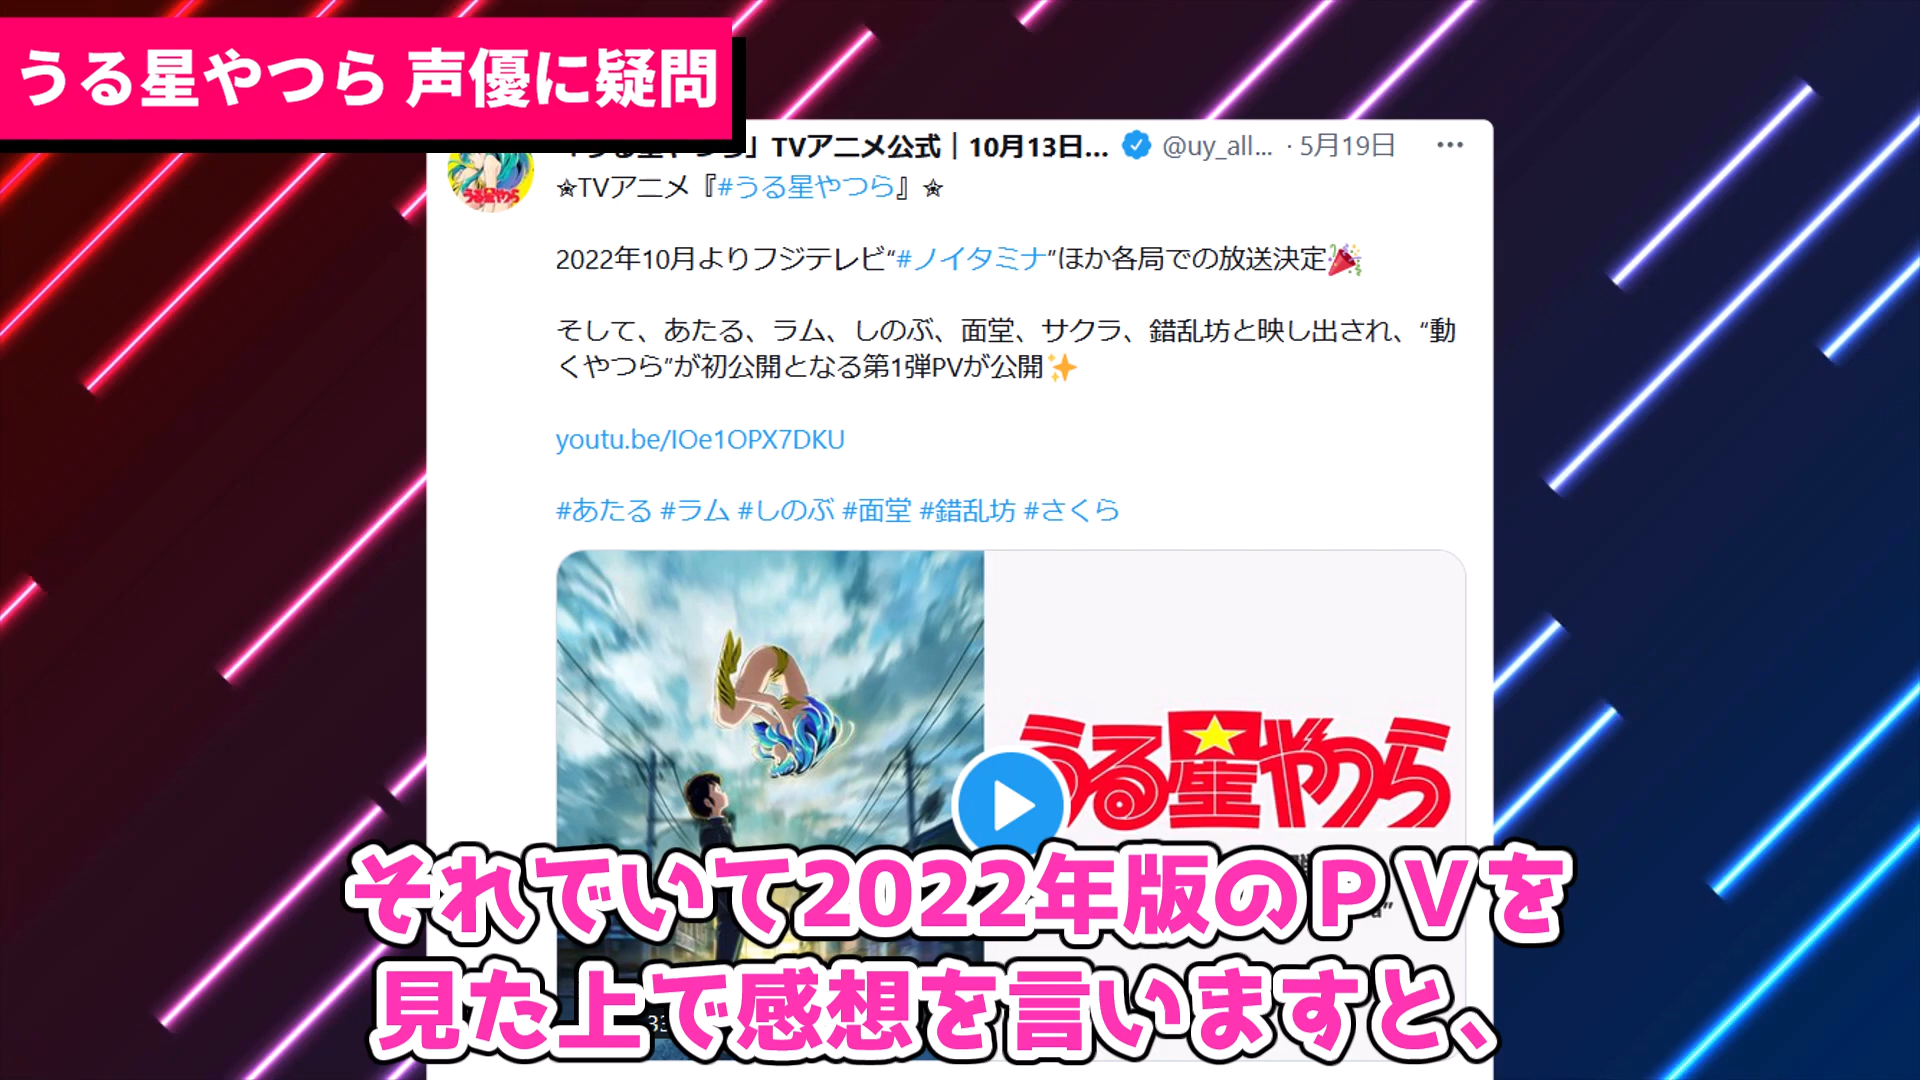 うる星やつら 声優に疑問
TVアニメ公式｜10月13日... @uy_all... · 5月19日 ···
✮TVアニメ『#うる星やつら』✮
2022年10月よりフジテレビ“#ノイタミナ”ほか各局での放送決定🎉
そして、あたる、ラム、しのぶ、面堂、サクラ、錯乱坊と映し出され、“動
くやつら”が初公開となる第1弾PVが公開✨
youtu.be/IOe1OPX7DKU
#あたる #ラム #しのぶ #面堂 #錯乱坊 #さくら
うる星やつら
うる星やつら
それでいて2022年版のＰＶを
見た上で感想を言いますと、